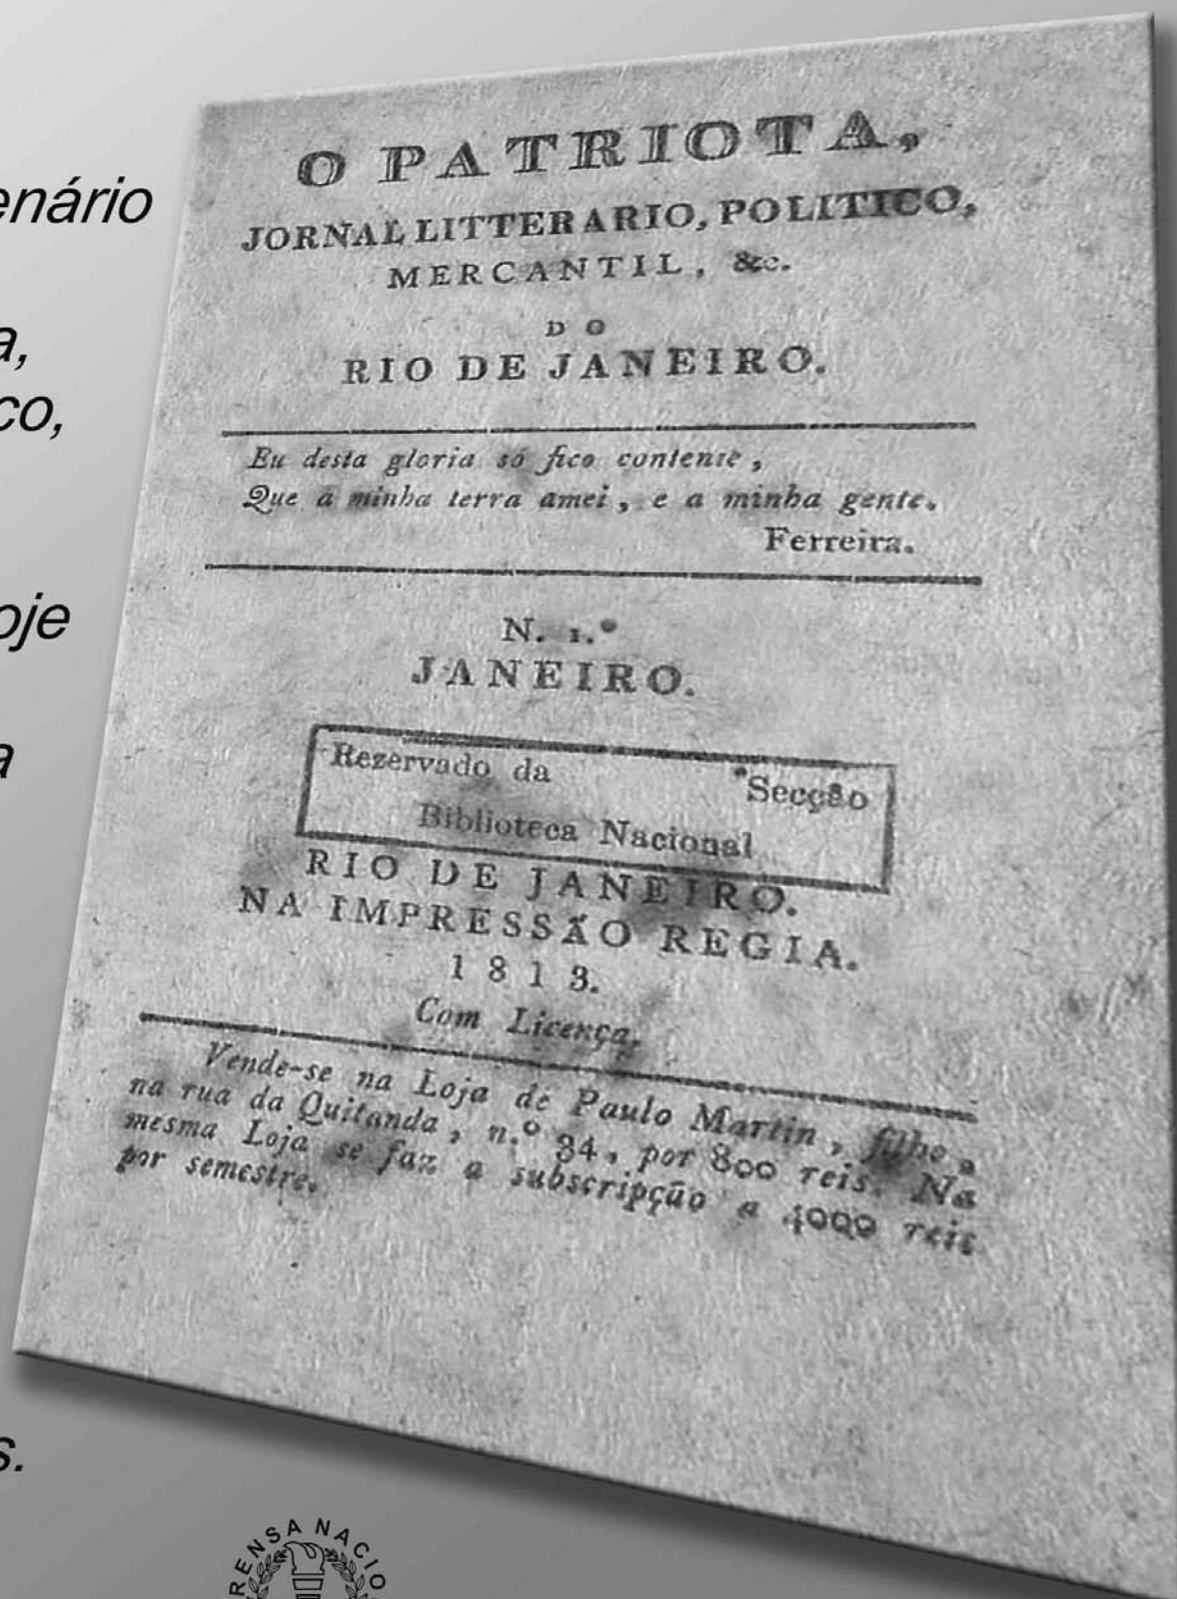 enário
a,
co,
oje
a
s.
O PATRIOTA,
JORNAL LITTERARIO, POLITICO,
MERCANTIL, &c.
DO
RIO DE JANEIRO.
Eu desta gloria só fico contente,
Que a minha terra amei, e a minha gente.
Ferreira.
N. 1.º
JANEIRO.
Rezervado da Secção
Biblioteca Nacional
RIO DE JANEIRO.
NA IMPRESSÃO REGIA.
1813.
Com Licença.
Vende-se na Loja de Paulo Martin, filho,
na rua da Quitanda, n.º 34, por 800 reis. Na
mesma Loja se faz a subscripção a 4000 reis
por semestre.
RENSA NACIO